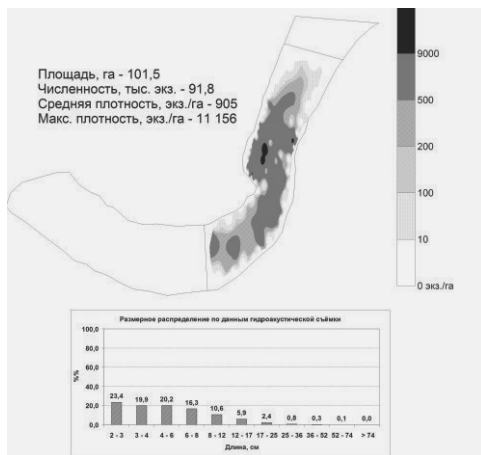 Площадь, га - 101,5
Численность, тыс. экз. - 91,8
Средняя плотность, экз./га - 905
Макс. плотность, экз./га - 11 156
9000
500
200
100
10
0 экз./га
Размерное распределение по данным гидроакустической съёмки
%%
100,0
80,0
60,0
40,0
20,0
0,0
23,4 19,9 20,2 16,3 10,6 5,9 2,4 0,8 0,3 0,1 0,0
2 - 3 3 - 4 4 - 6 6 - 8 8 - 12 12 - 17 17 - 25 25 - 36 36 - 52 52 - 74 > 74
Длина, см